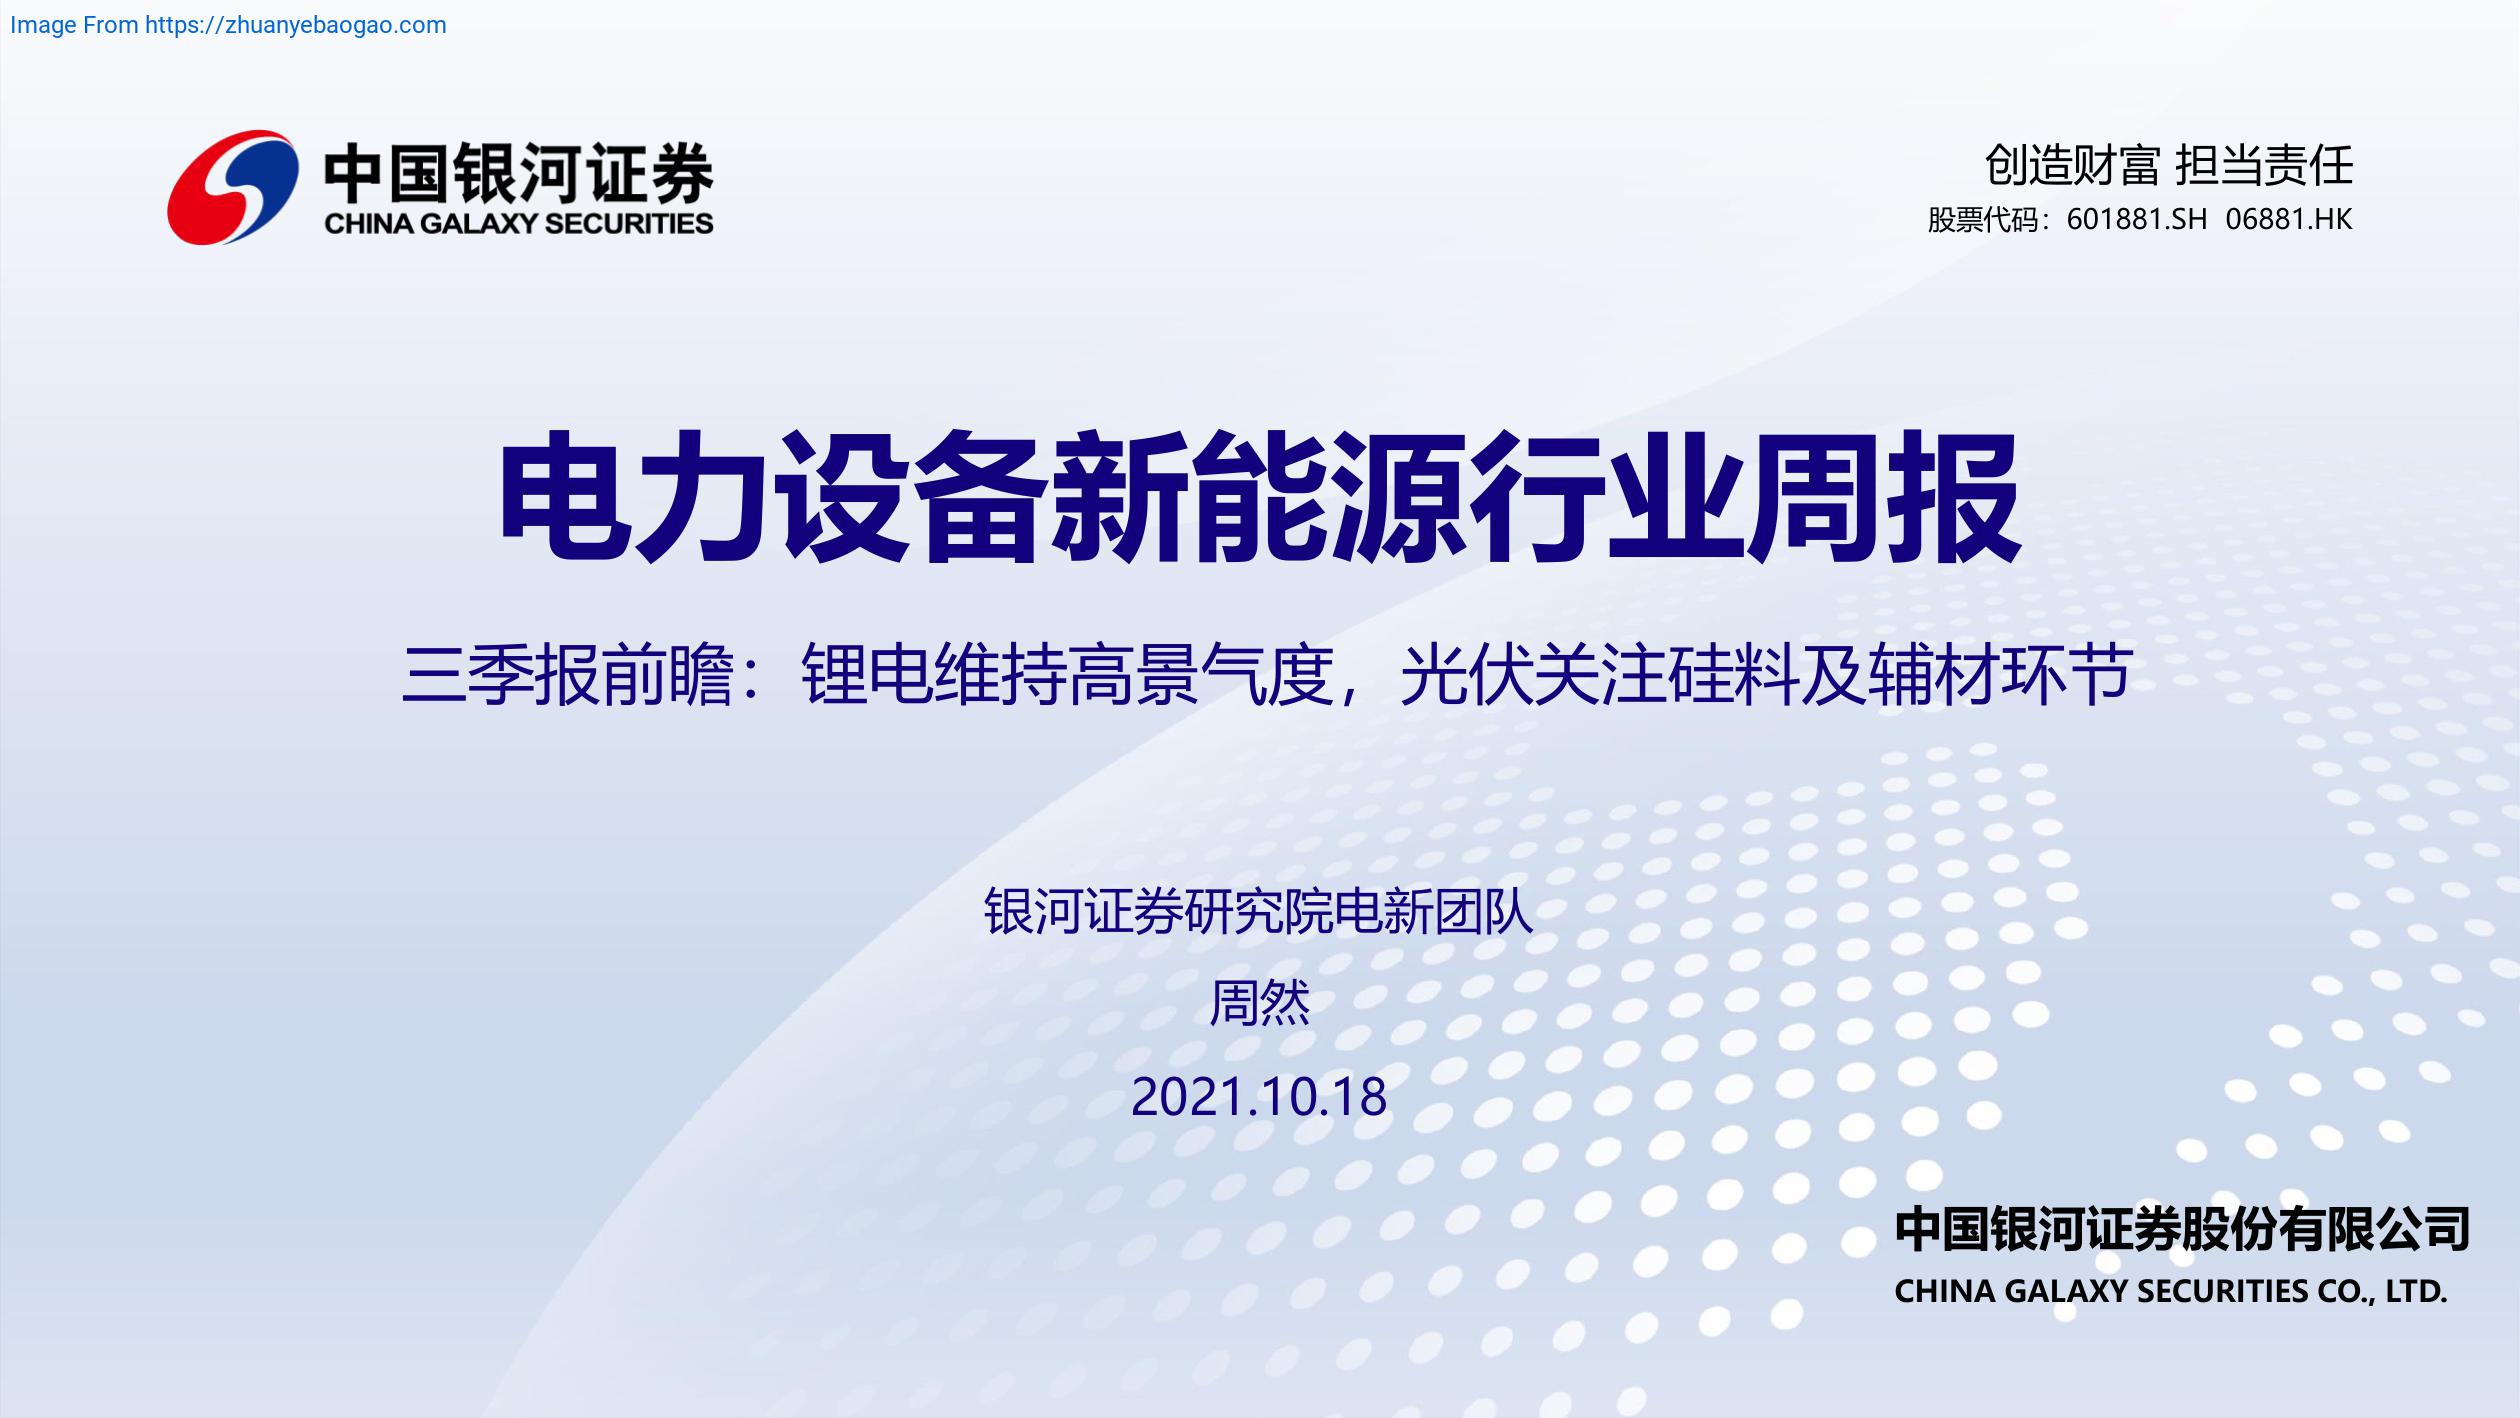 Image From https://zhuanyebaogao.com
中国银河证券
CHINA GALAXY SECURITIES
创造财富 担当责任
股票代码：601881.SH 06881.HK
电力设备新能源行业周报
三季报前瞻：锂电维持高景气度，光伏关注硅料及辅材环节
银河证券研究院电新团队
周然
2021.10.18
中国银河证券股份有限公司
CHINA GALAXY SECURITIES CO., LTD.